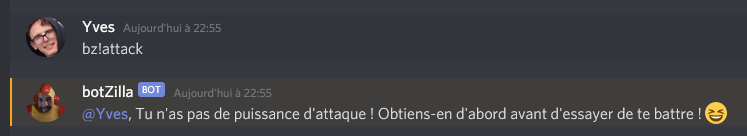 Yves Aujourd'hui à 22:55
bz!attack
botZilla BOT Aujourd'hui à 22:55
@Yves, Tu n'as pas de puissance d'attaque ! Obtiens-en d'abord avant d'essayer de te battre ! 😆